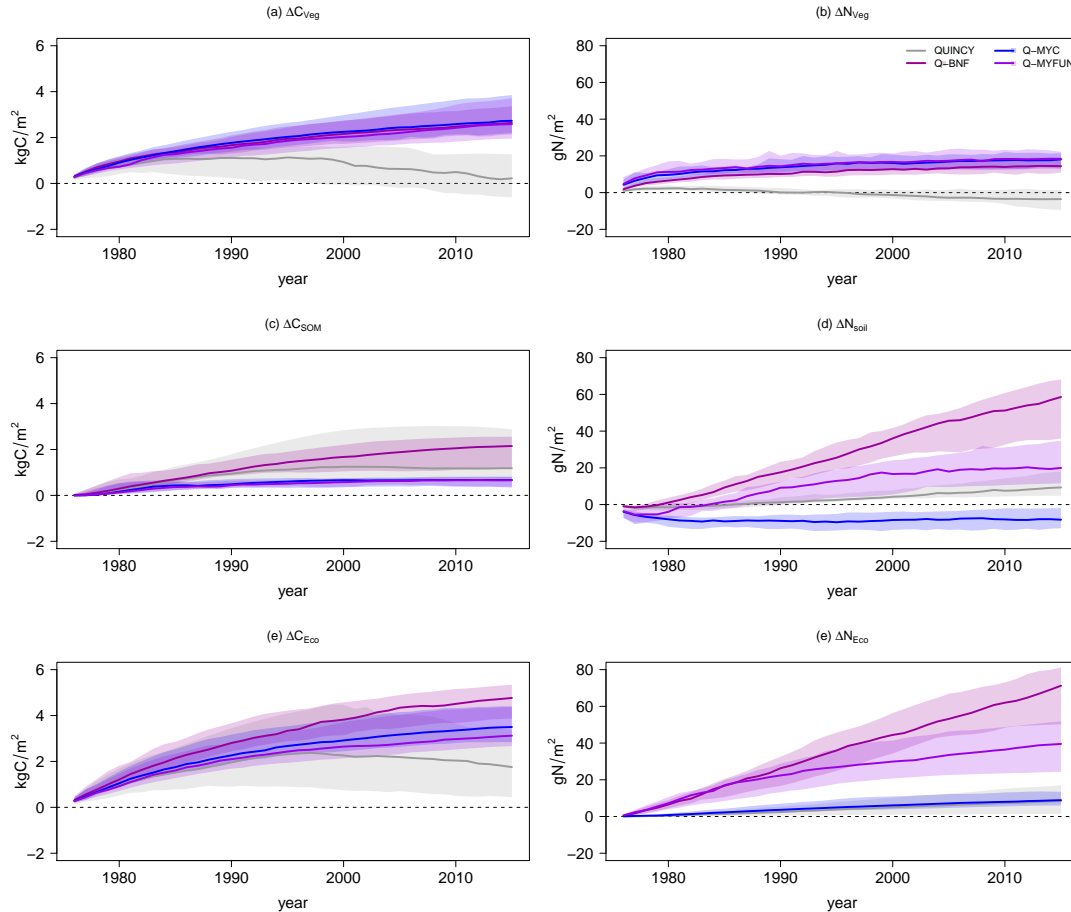 (a) ΔC_Veg
(b) ΔN_Veg
6
4
2
0
−2
kgC/m²
1980 1990 2000 2010
year
80
60
40
20
0
−20
gN/m²
1980 1990 2000 2010
year
QUINCY
Q−BNF
Q−MYC
Q−MYFUN
(c) ΔC_SOM
(d) ΔN_soil
6
4
2
0
−2
kgC/m²
1980 1990 2000 2010
year
80
60
40
20
0
−20
gN/m²
1980 1990 2000 2010
year
(e) ΔC_Eco
(e) ΔN_Eco
6
4
2
0
−2
kgC/m²
1980 1990 2000 2010
year
80
60
40
20
0
−20
gN/m²
1980 1990 2000 2010
year